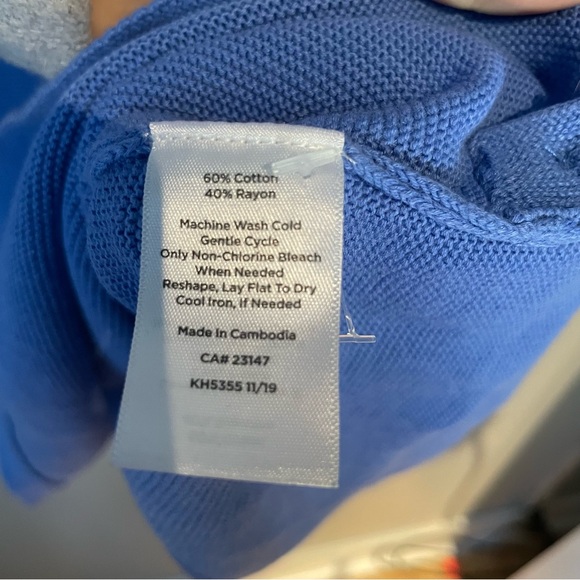 60% Cotton
40% Rayon
Machine Wash Cold
Gentle Cycle
Only Non-Chlorine Bleach
When Needed
Reshape, Lay Flat To Dry
Cool Iron, If Needed
Made in Cambodia
CA# 23147
KH5355 11/19